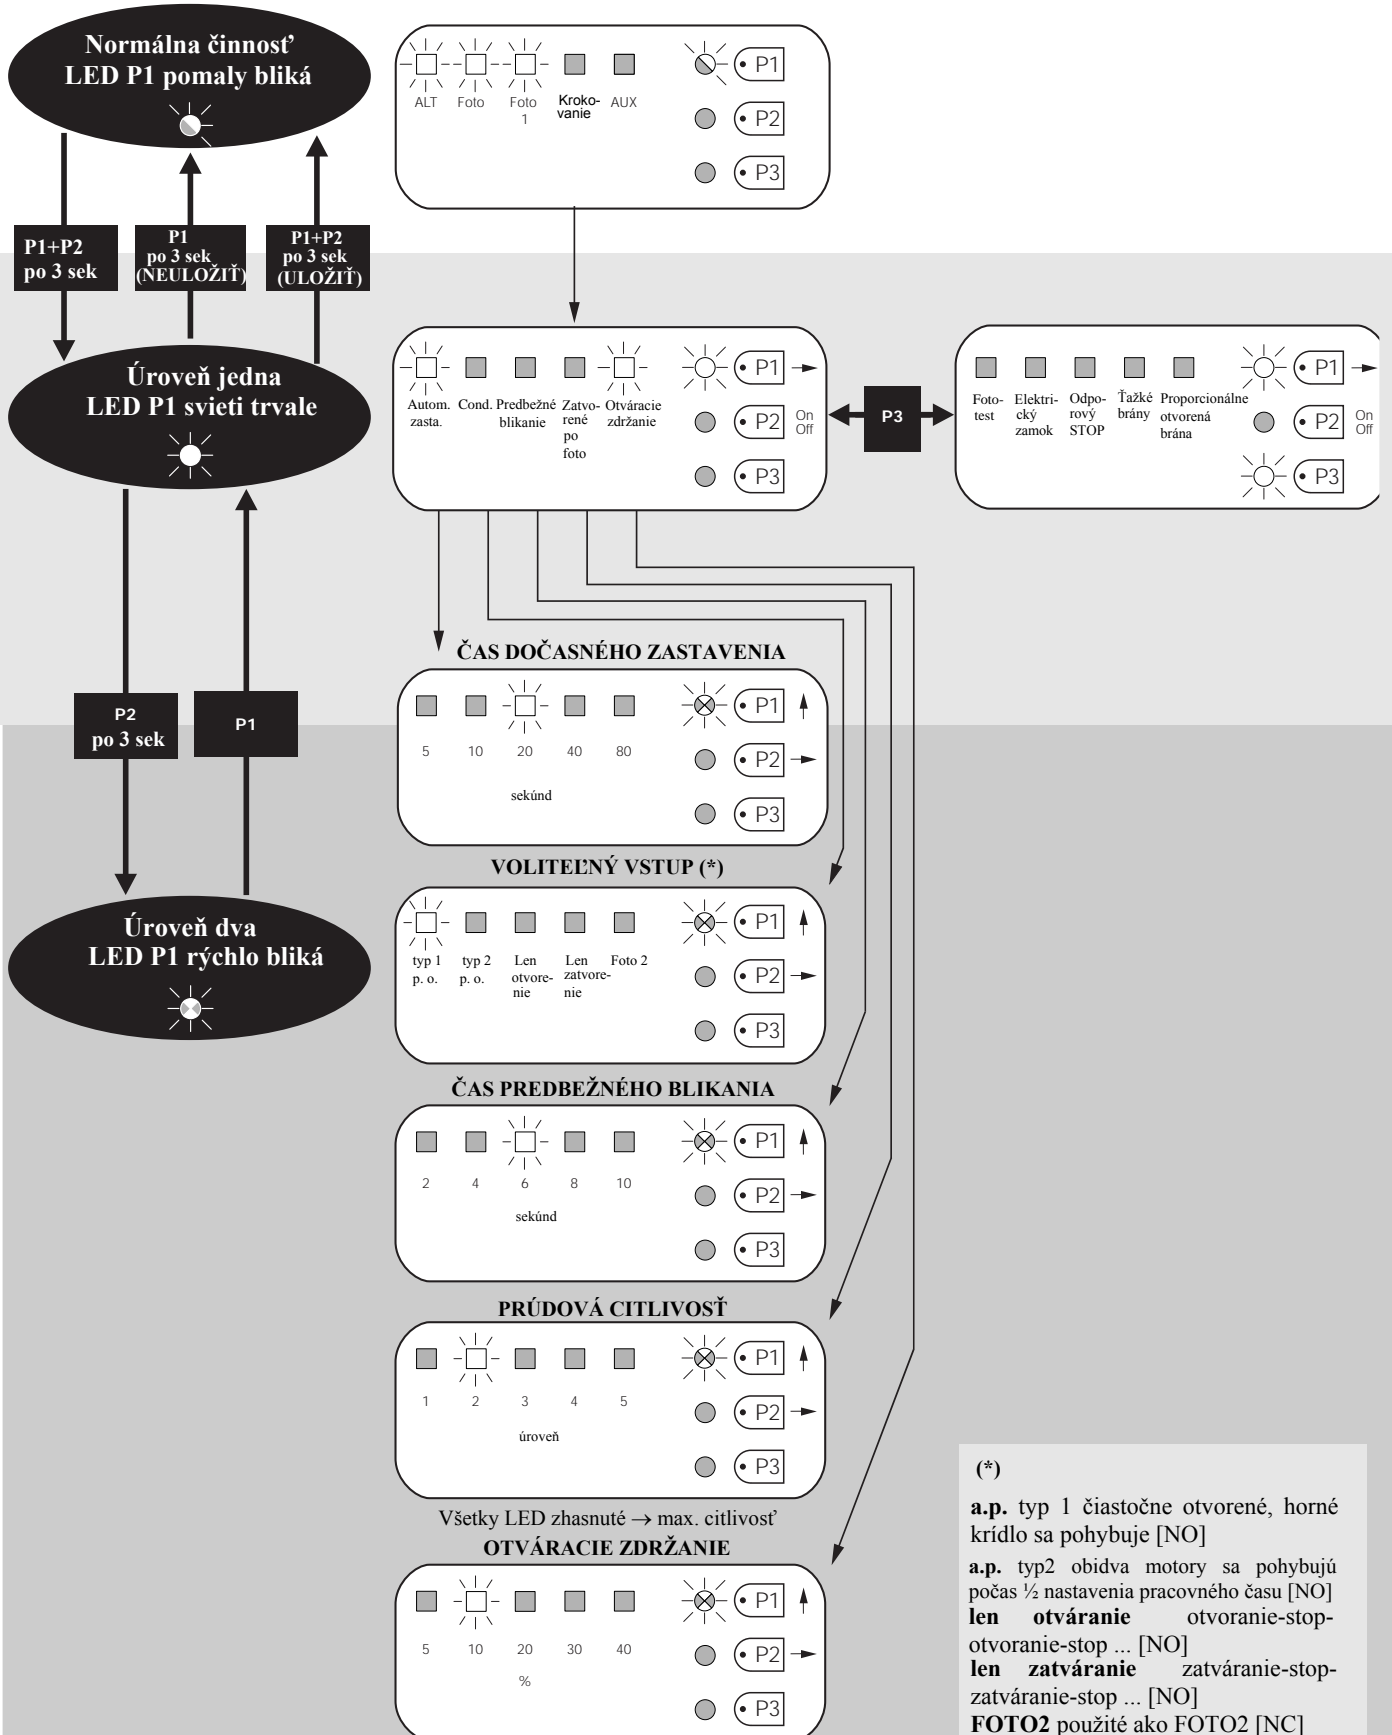 Normálna činnosť
LED P1 pomaly bliká
ALT Foto Foto 1 Kroko- vanie AUX
P1
P2
P3
P1+P2
po 3 sek
P1
po 3 sek
(NEULOŽIŤ)
P1+P2
po 3 sek
(ULOŽIŤ)
Úroveň jedna
LED P1 svieti trvale
Autom. zasta.
Cond.
Predbežné blikanie
Zatvo- rené po foto
Otváracie zdržanie
P1
P2 On Off
P3
P3
Foto- test
Elektri- cký zamok
Odpo- rový STOP
Ťažké brány
Proporcionálne otvorená brána
P1
P2 On Off
P3
P2
po 3 sek
P1
Úroveň dva
LED P1 rýchlo bliká
ČAS DOČASNÉHO ZASTAVENIA
5 10 20 40 80
sekúnd
P1
P2
P3
VOLITEĽNÝ VSTUP (*)
typ 1 p. o.
typ 2 p. o.
Len otvore- nie
Len zatvore- nie
Foto 2
P1
P2
P3
ČAS PREDBEŽNÉHO BLIKANIA
2 4 6 8 10
sekúnd
P1
P2
P3
PRÚDOVÁ CITLIVOSŤ
1 2 3 4 5
úroveň
P1
P2
P3
Všetky LED zhasnuté → max. citlivosť
OTVÁRACIE ZDRŽANIE
5 10 20 30 40
%
P1
P2
P3
(*)
a.p. typ 1 čiastočne otvorené, horné
krídlo sa pohybuje [NO]
a.p. typ2 obidva motory sa pohybujú
počas ½ nastavenia pracovného času [NO]
len otváranie otvoranie-stop-
otvoranie-stop ... [NO]
len zatváranie zatváranie-stop-
zatváranie-stop ... [NO]
FOTO2 použité ako FOTO2 [NC]